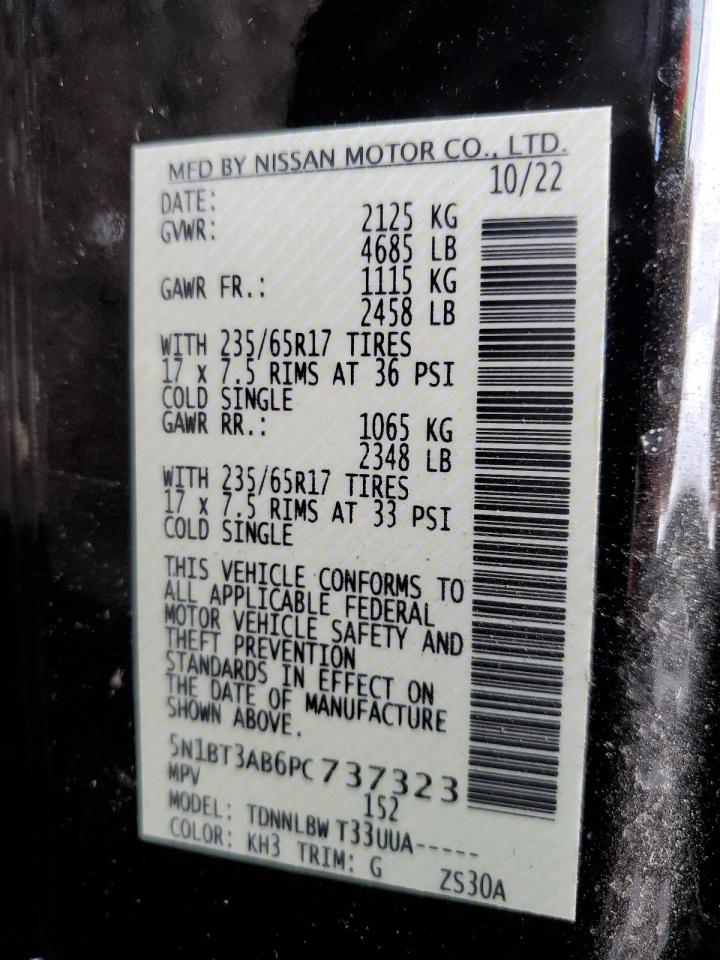 MFD BY NISSAN MOTOR CO., LTD.
DATE: 10/22
GVWR: 2125 KG
4685 LB
GAWR FR.: 1115 KG
2458 LB
WITH 235/65R17 TIRES
17 X 7.5 RIMS AT 36 PSI
COLD SINGLE
GAWR RR.: 1065 KG
2348 LB
WITH 235/65R17 TIRES
17 X 7.5 RIMS AT 33 PSI
COLD SINGLE
THIS VEHICLE CONFORMS TO
ALL APPLICABLE FEDERAL
MOTOR VEHICLE SAFETY AND
THEFT PREVENTION
STANDARDS IN EFFECT ON
THE DATE OF MANUFACTURE
SHOWN ABOVE.
5N1BT3AB6PC737323
MPV 152
MODEL: TDNNLBW T33UUA-----
COLOR: KH3 TRIM: G ZS30A